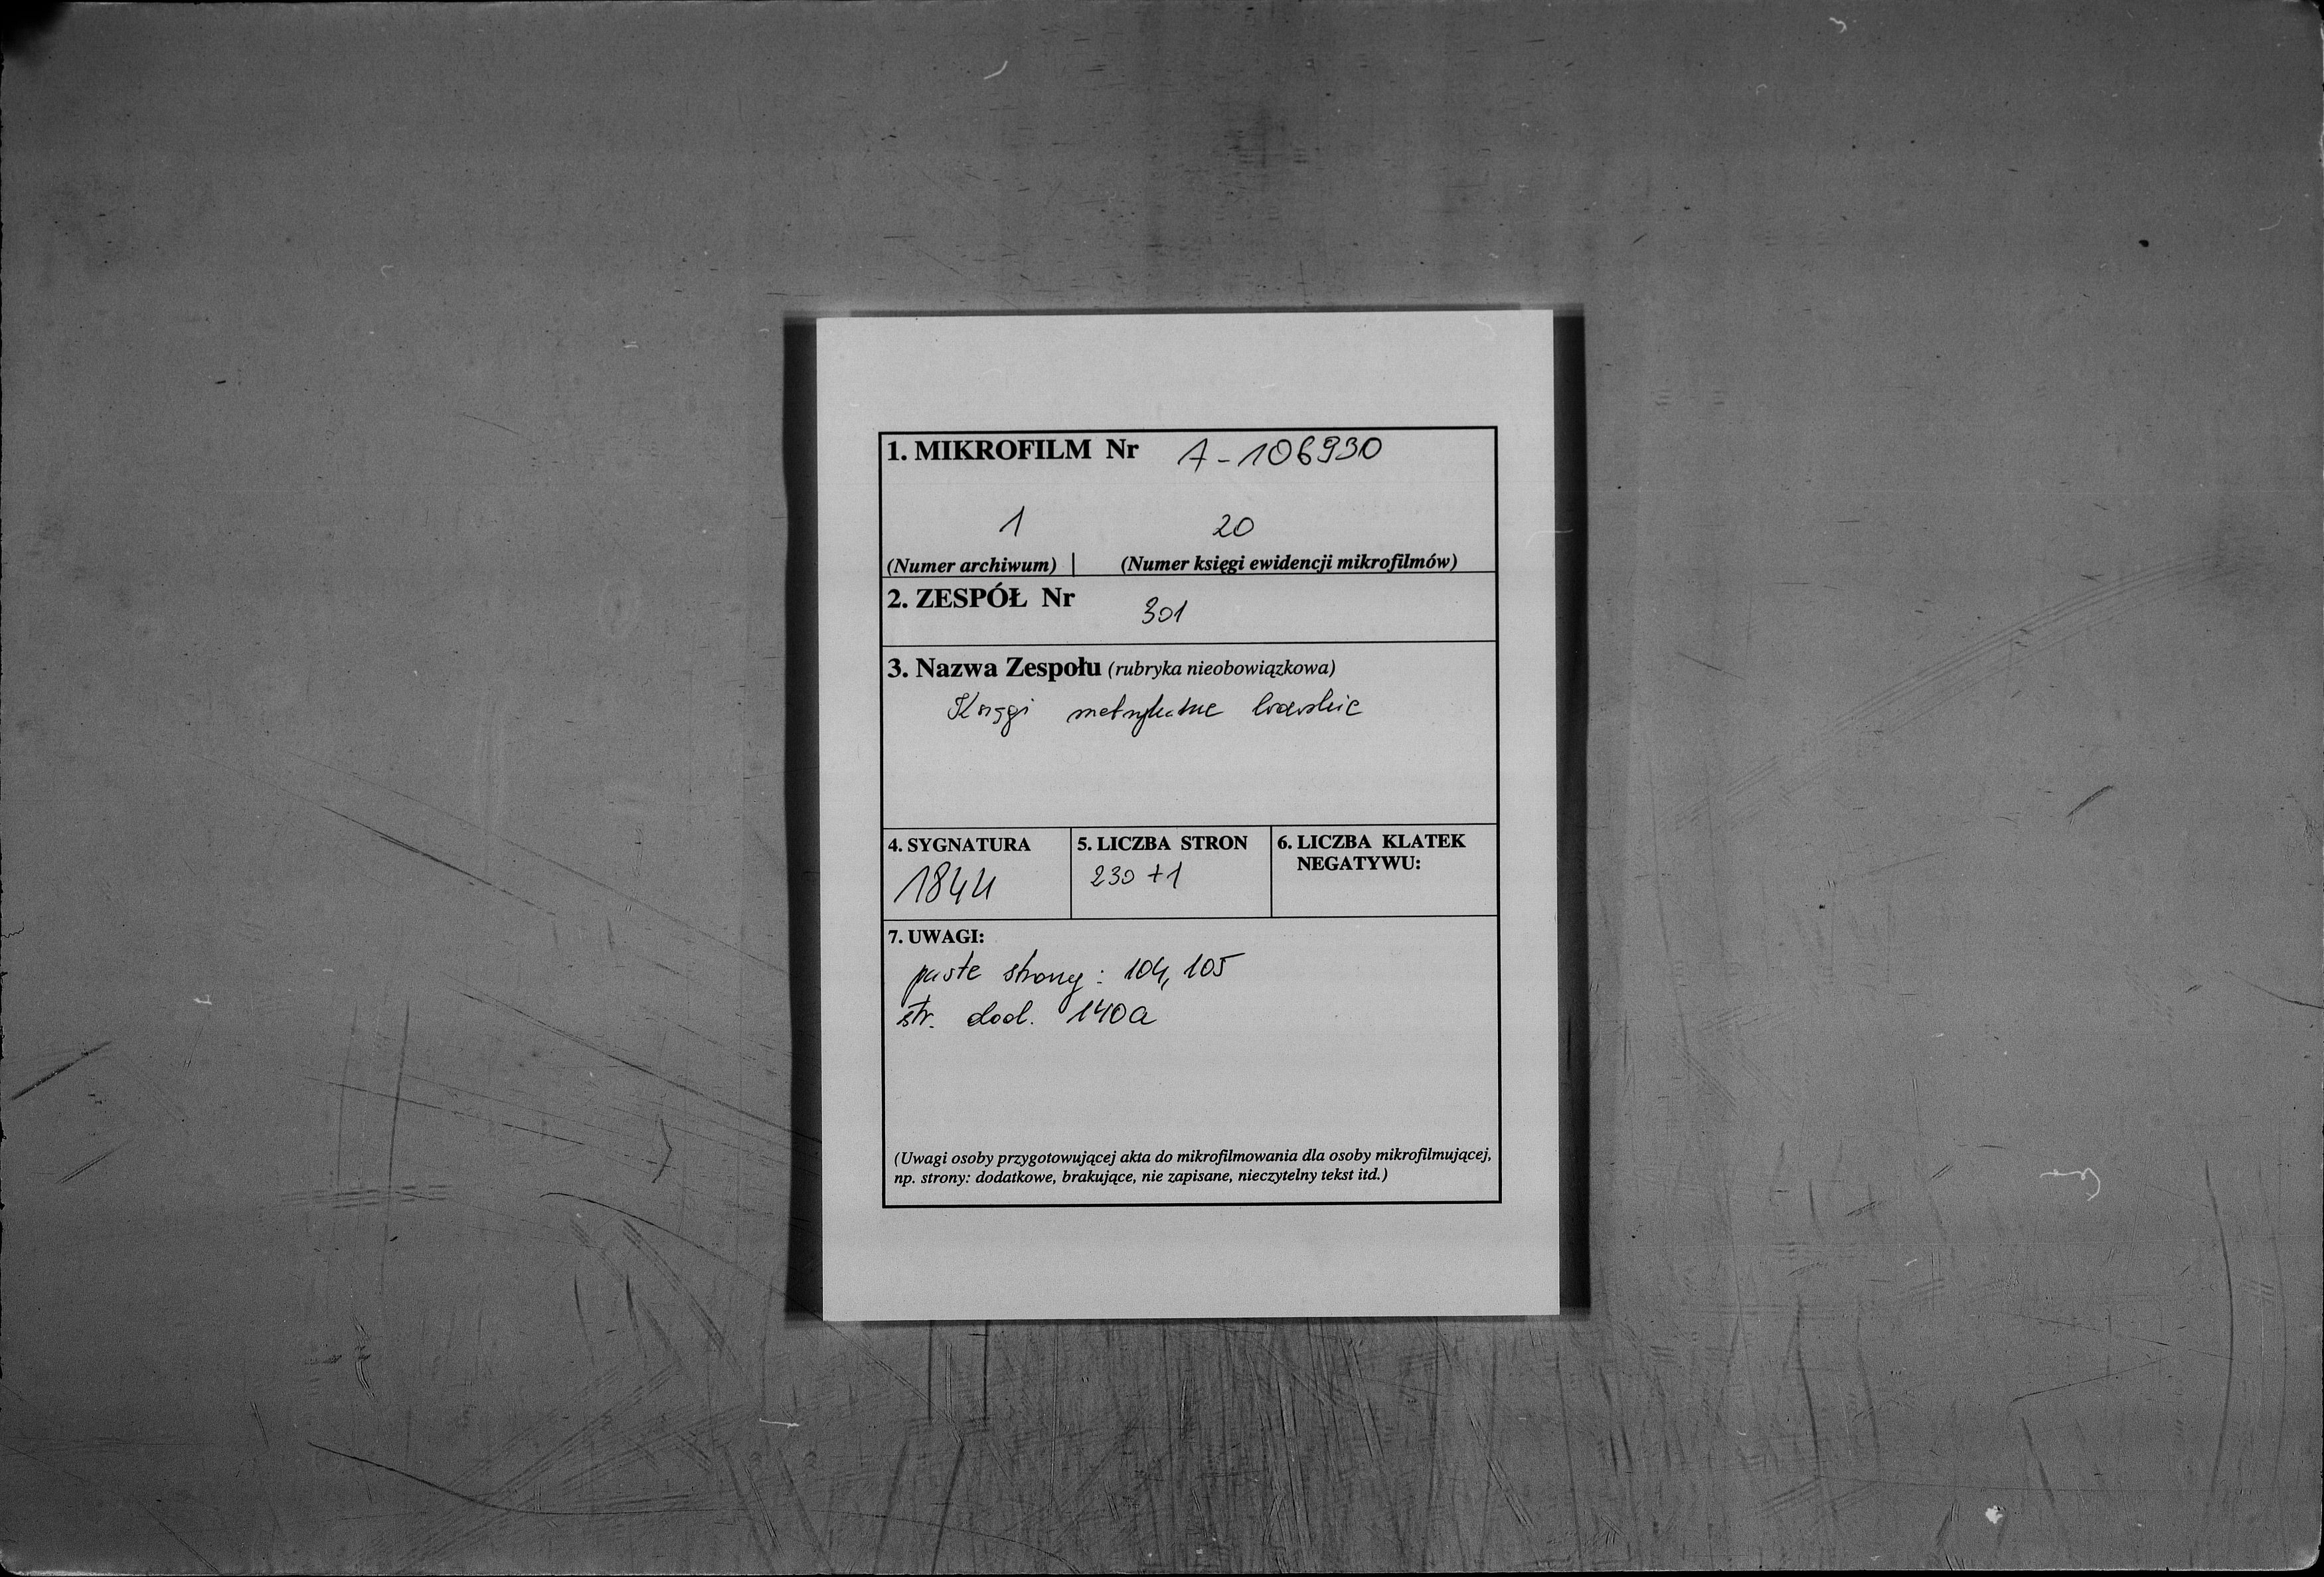 1. MIKROFILM Nr A-106930
1 20
(Numer archiwum) | (Numer księgi ewidencji mikrofilmów)
2. ZESPÓŁ Nr 301
3. Nazwa Zespołu (rubryka nieobowiązkowa)
Księgi metrykalne
4. SYGNATURA 5. LICZBA STRON 6. LICZBA KLATEK
NEGATYWU:
1844 230+1
7. UWAGI:
puste strony: 104, 105
str. dod. 140a
(Uwagi osoby przygotowującej akta do mikrofilmowania dla osoby mikrofilmującej,
np. strony: dodatkowe, brakujące, nie zapisane, nieczytelny tekst itd.)